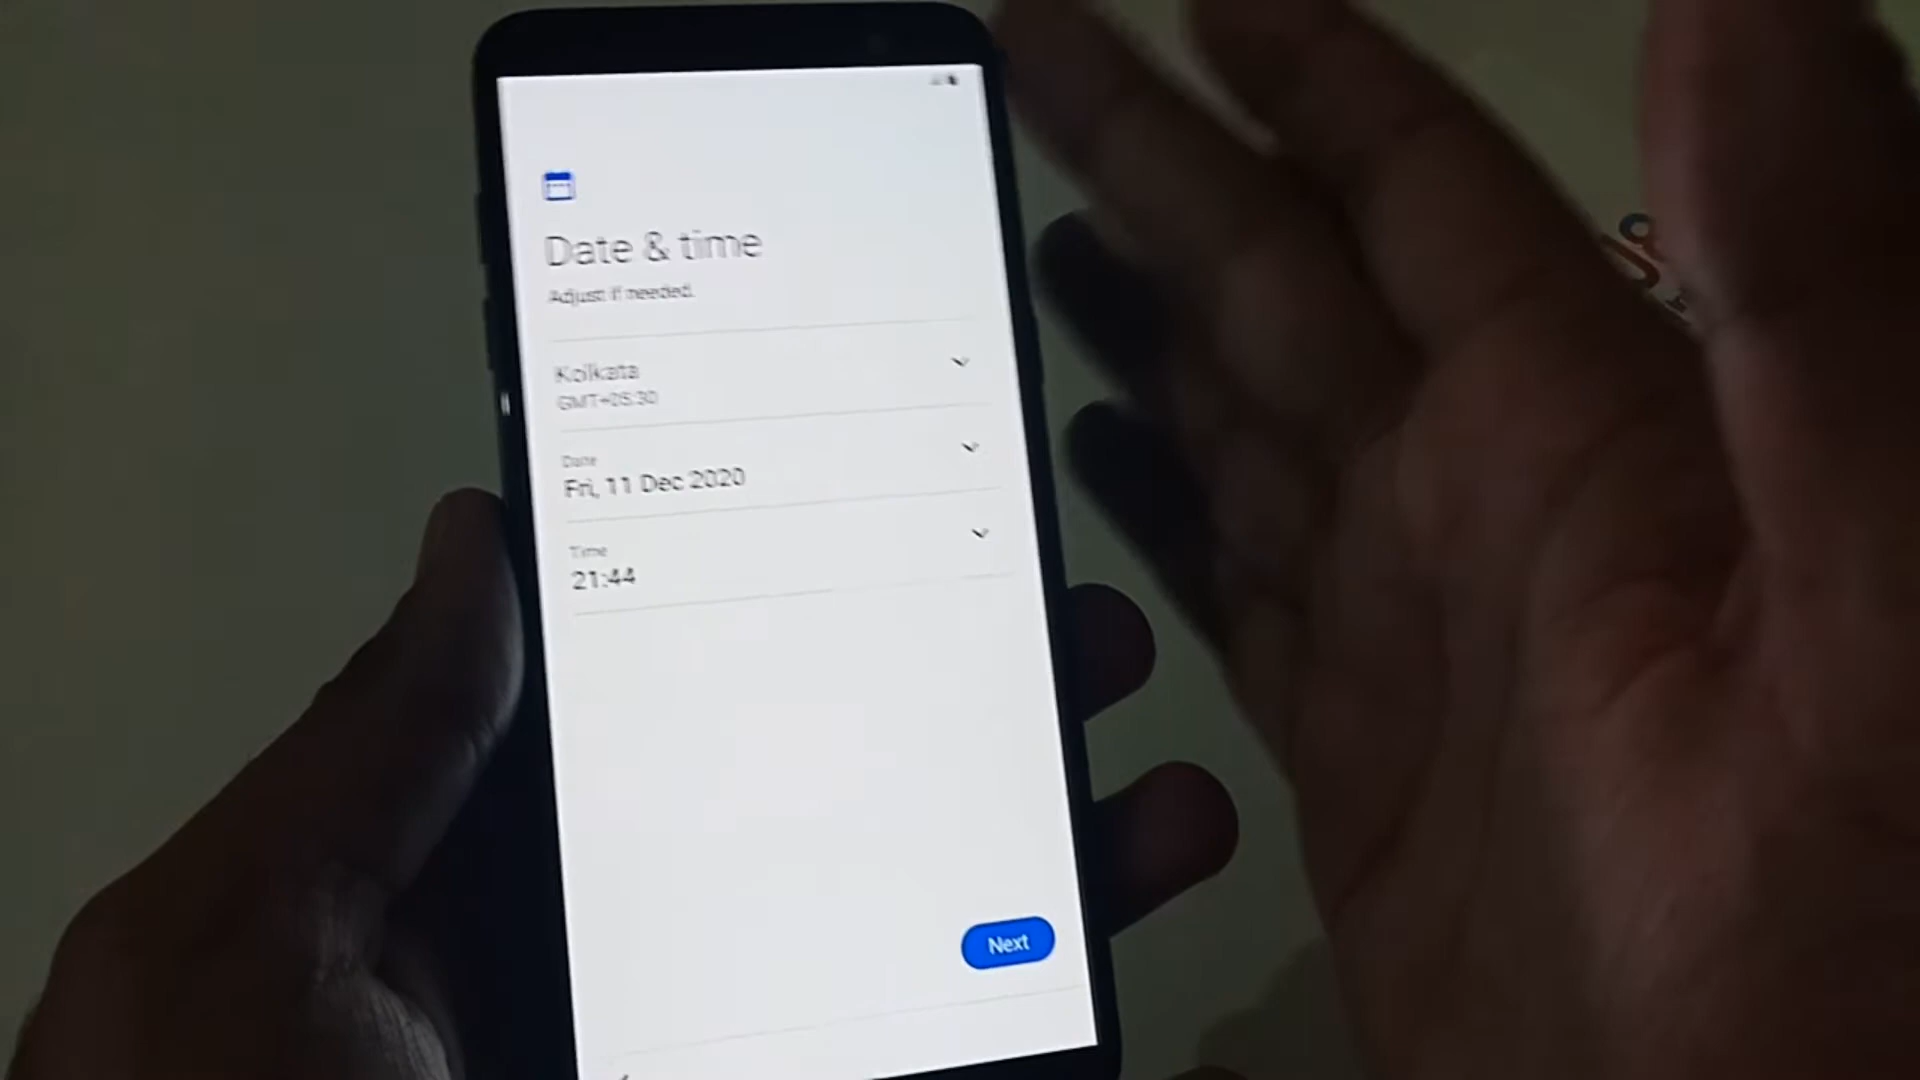 Date & time
Adjust if needed.
Kolkata
GMT+05:30
Date
Fri, 11 Dec 2020
Time
21:44
Next